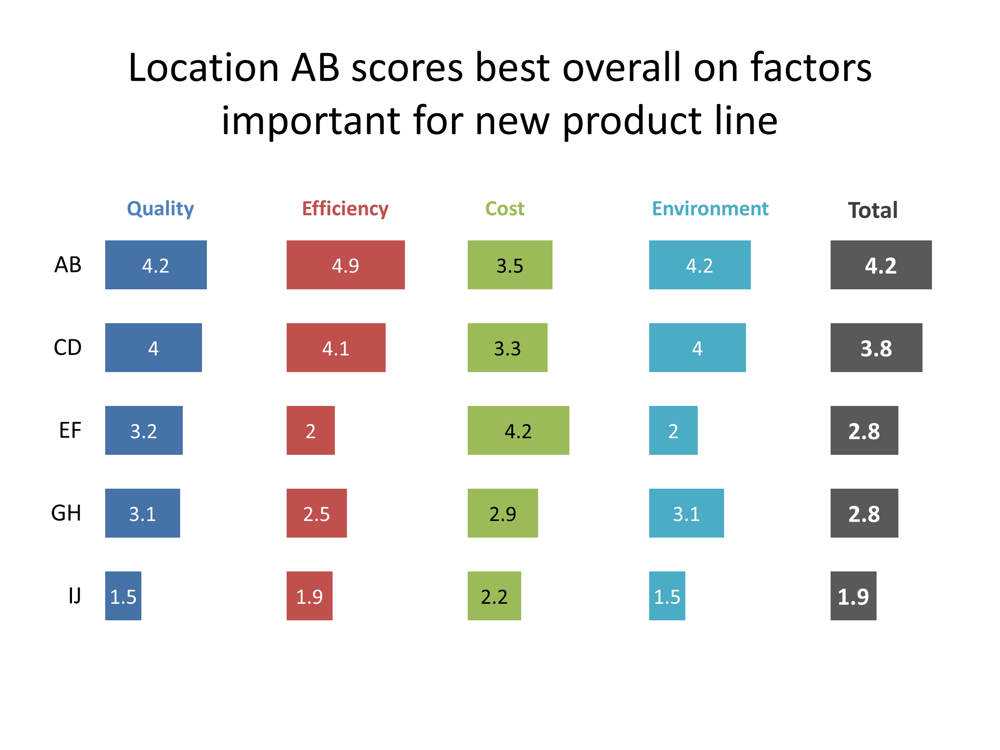 Location AB scores best overall on factors
important for new product line
Quality Efficiency Cost Environment Total
AB 4.2 4.9 3.5 4.2 4.2
CD 4 4.1 3.3 4 3.8
EF 3.2 2 4.2 2 2.8
GH 3.1 2.5 2.9 3.1 2.8
IJ 1.5 1.9 2.2 1.5 1.9